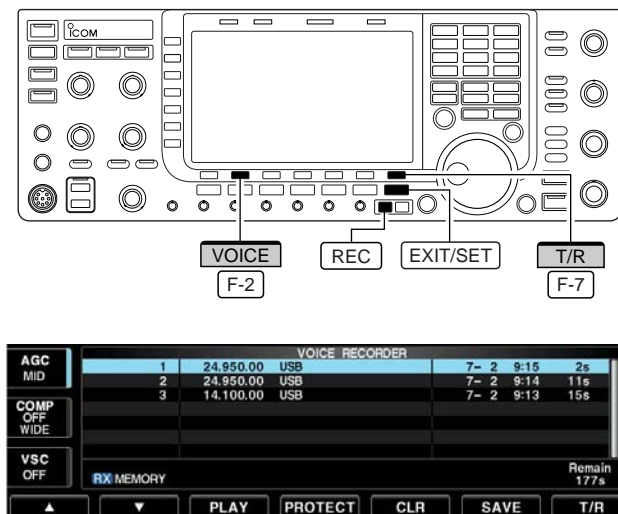 ICOM
VOICE REC EXIT/SET T/R
F-2 F-7
AGC
MID
VOICE RECORDER
1 24.950.00 USB 7- 2 9:15 2s
2 24.950.00 USB 7- 2 9:14 11s
3 14.100.00 USB 7- 2 9:13 15s
COMP
OFF
WIDE
VSC
OFF
RX MEMORY
Remain
177s
▲ ▼ PLAY PROTECT CLR SAVE T/R